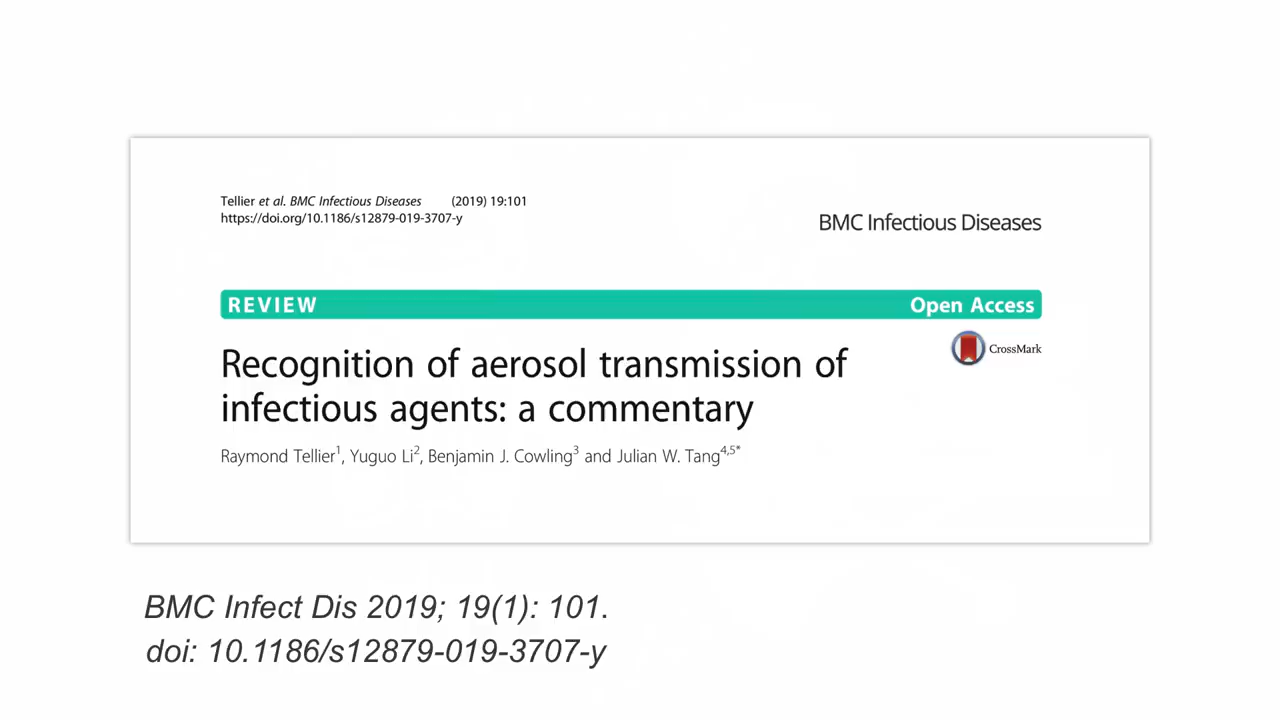 Tellier et al. BMC Infectious Diseases (2019) 19:101
https://doi.org/10.1186/s12879-019-3707-y
BMC Infectious Diseases
REVIEW Open Access
CrossMark
Recognition of aerosol transmission of
infectious agents: a commentary
Raymond Tellier1, Yuguo Li2, Benjamin J. Cowling3 and Julian W. Tang4,5*
BMC Infect Dis 2019; 19(1): 101.
doi: 10.1186/s12879-019-3707-y